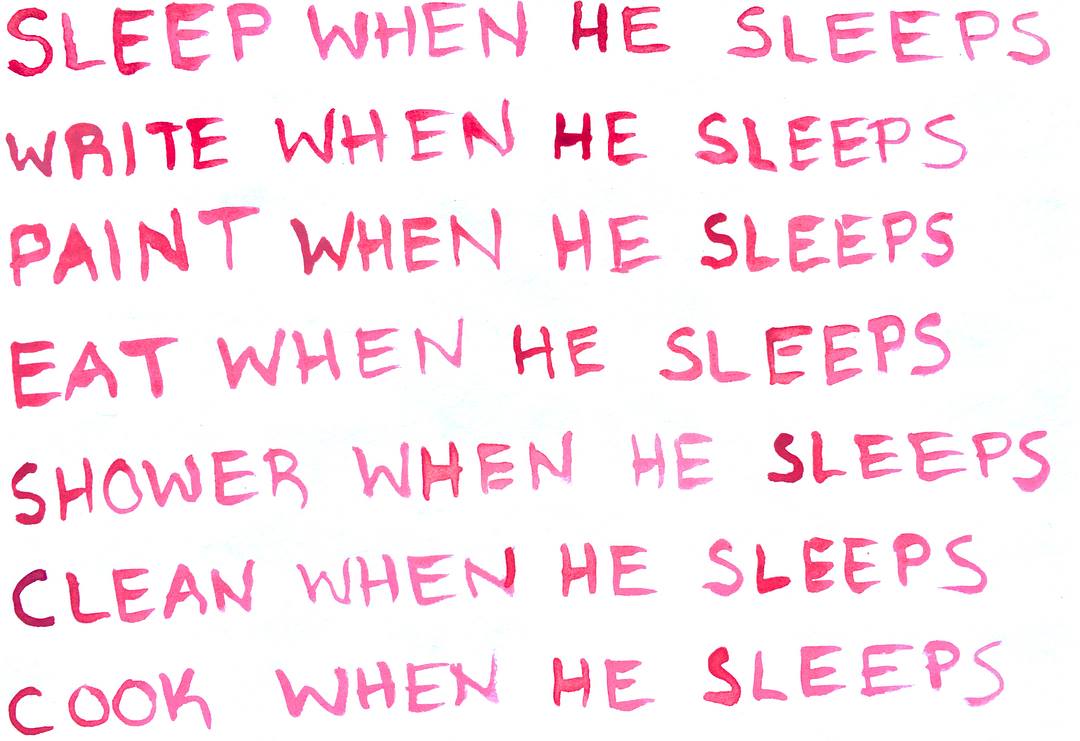 SLEEP WHEN HE SLEEPS
WRITE WHEN HE SLEEPS
PAINT WHEN HE SLEEPS
EAT WHEN HE SLEEPS
SHOWER WHEN HE SLEEPS
CLEAN WHEN HE SLEEPS
COOK WHEN HE SLEEPS